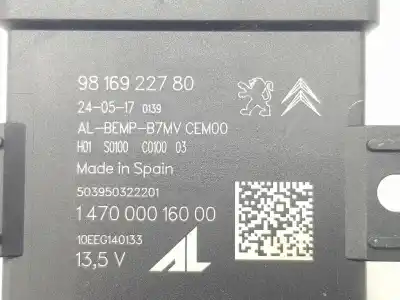 98 169 227 80
24-05-17 0139
AL-BEMP-B7MV CEM00
H01 S0100 C0100 03
Made in Spain
503950322201
1 470 000 16 00
10EEG140133
13,5 V
AL